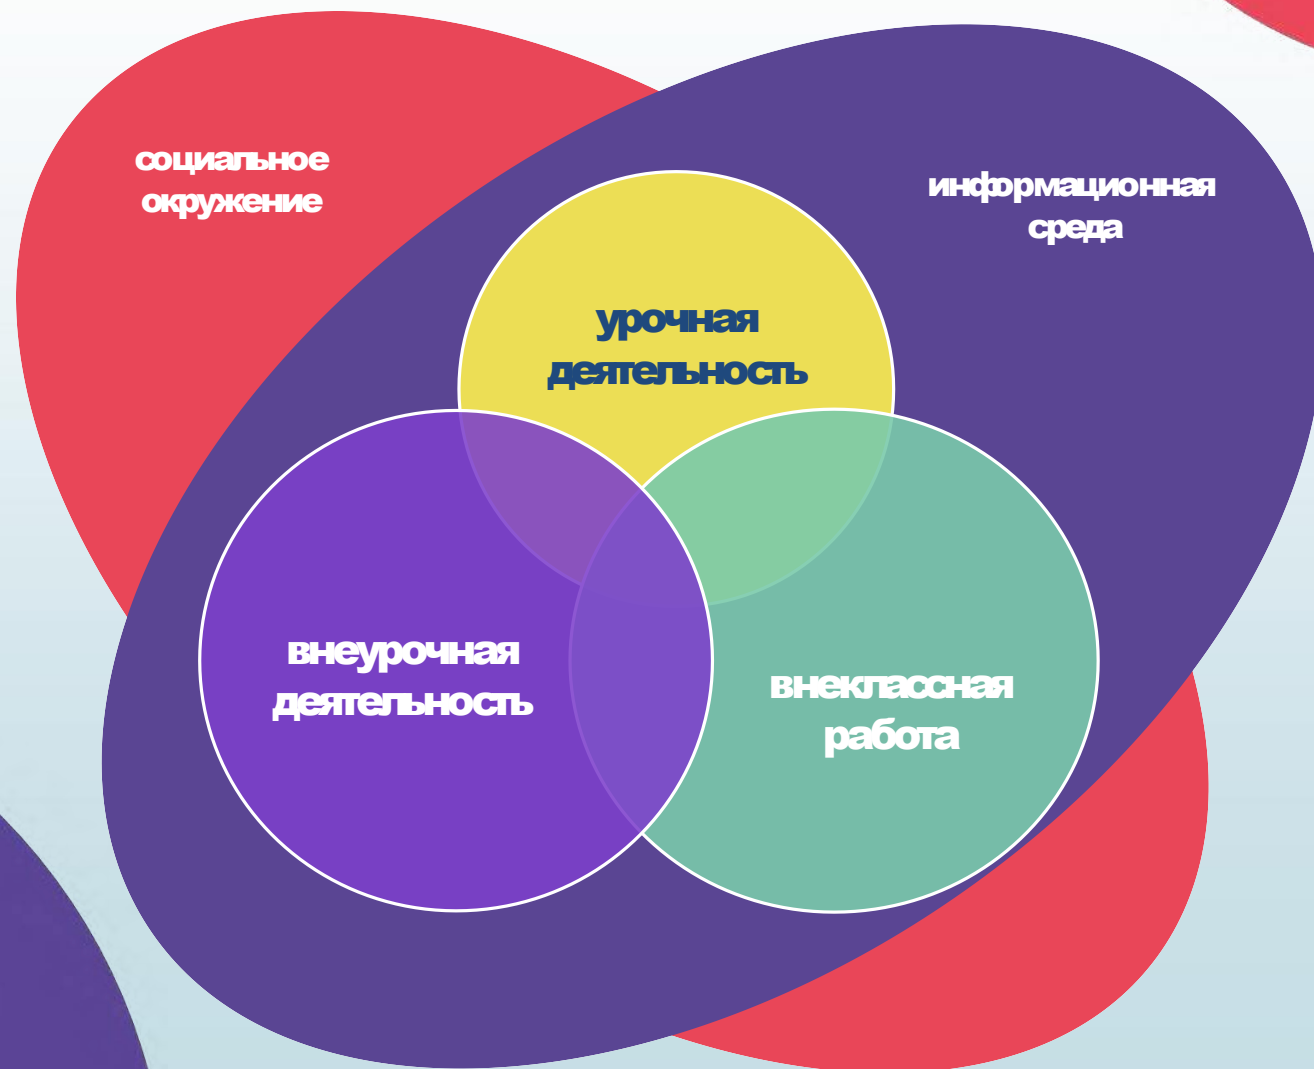 социальное
окружение
информационная
среда
урочная
деятельность
внеурочная
деятельность
внеклассная
работа